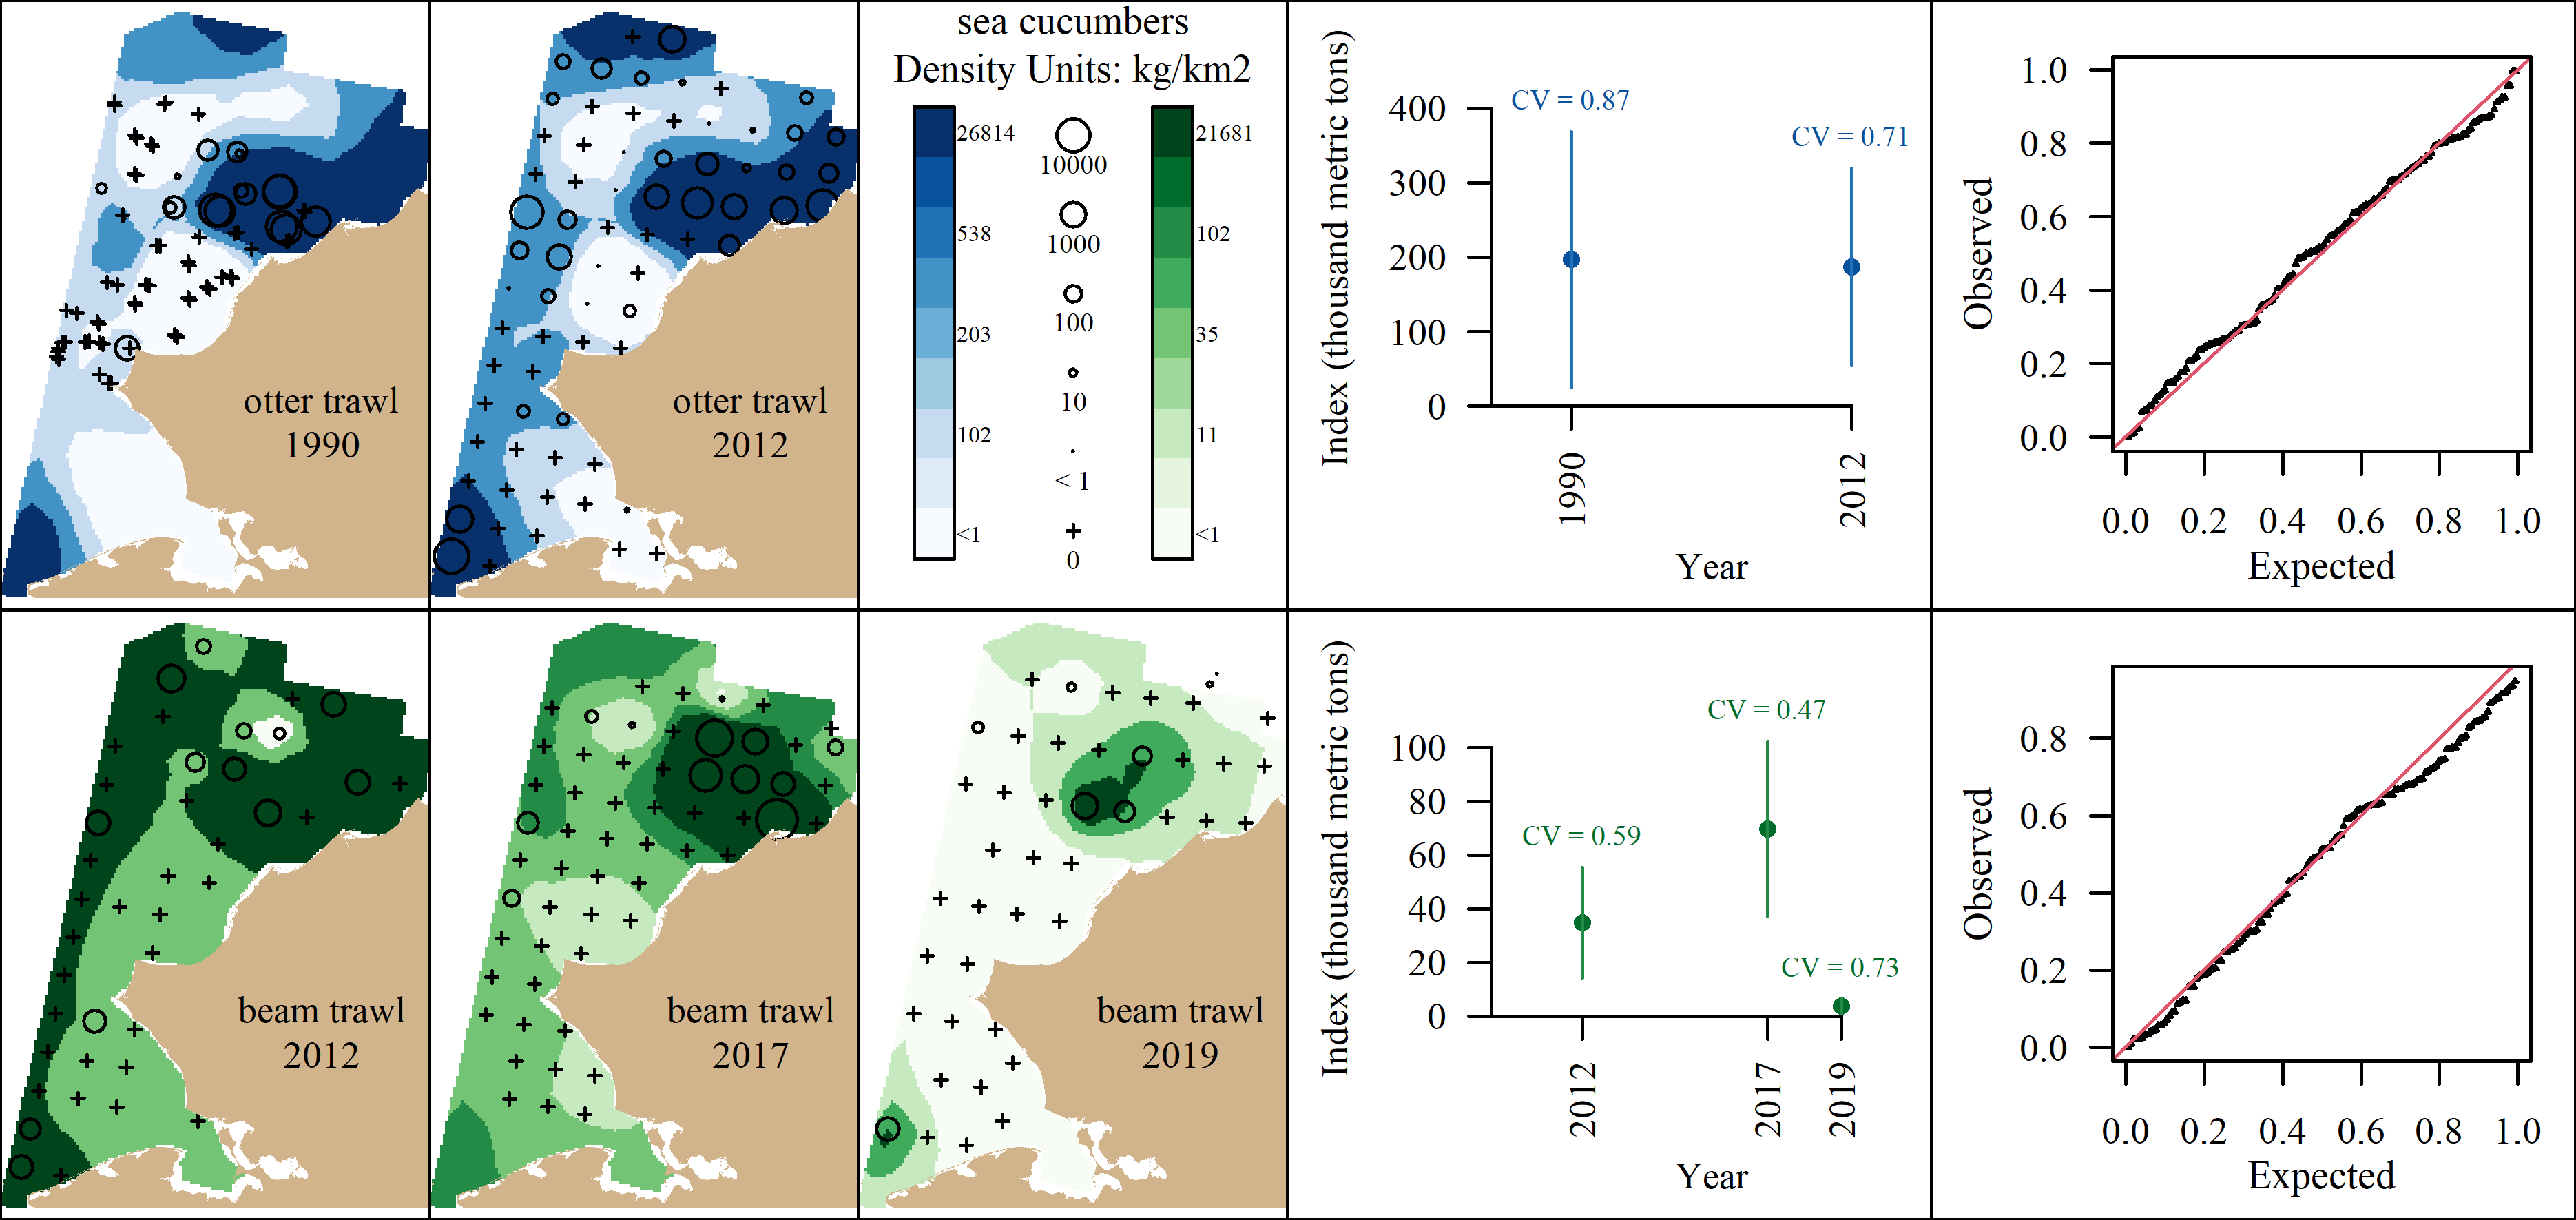 otter trawl
1990
otter trawl
2012
sea cucumbers
Density Units: kg/km2
26814
538
203
102
<1
10000
1000
100
10
< 1
0
21681
102
35
11
<1
Index (thousand metric tons)
400
300
200
100
0
CV = 0.87
CV = 0.71
1990
2012
Year
Observed
1.0
0.8
0.6
0.4
0.2
0.0
0.0 0.2 0.4 0.6 0.8 1.0
Expected
beam trawl
2012
beam trawl
2017
beam trawl
2019
Index (thousand metric tons)
100
80
60
40
20
0
CV = 0.59
CV = 0.47
CV = 0.73
2012
2017
2019
Year
Observed
0.8
0.6
0.4
0.2
0.0
0.0 0.2 0.4 0.6 0.8 1.0
Expected